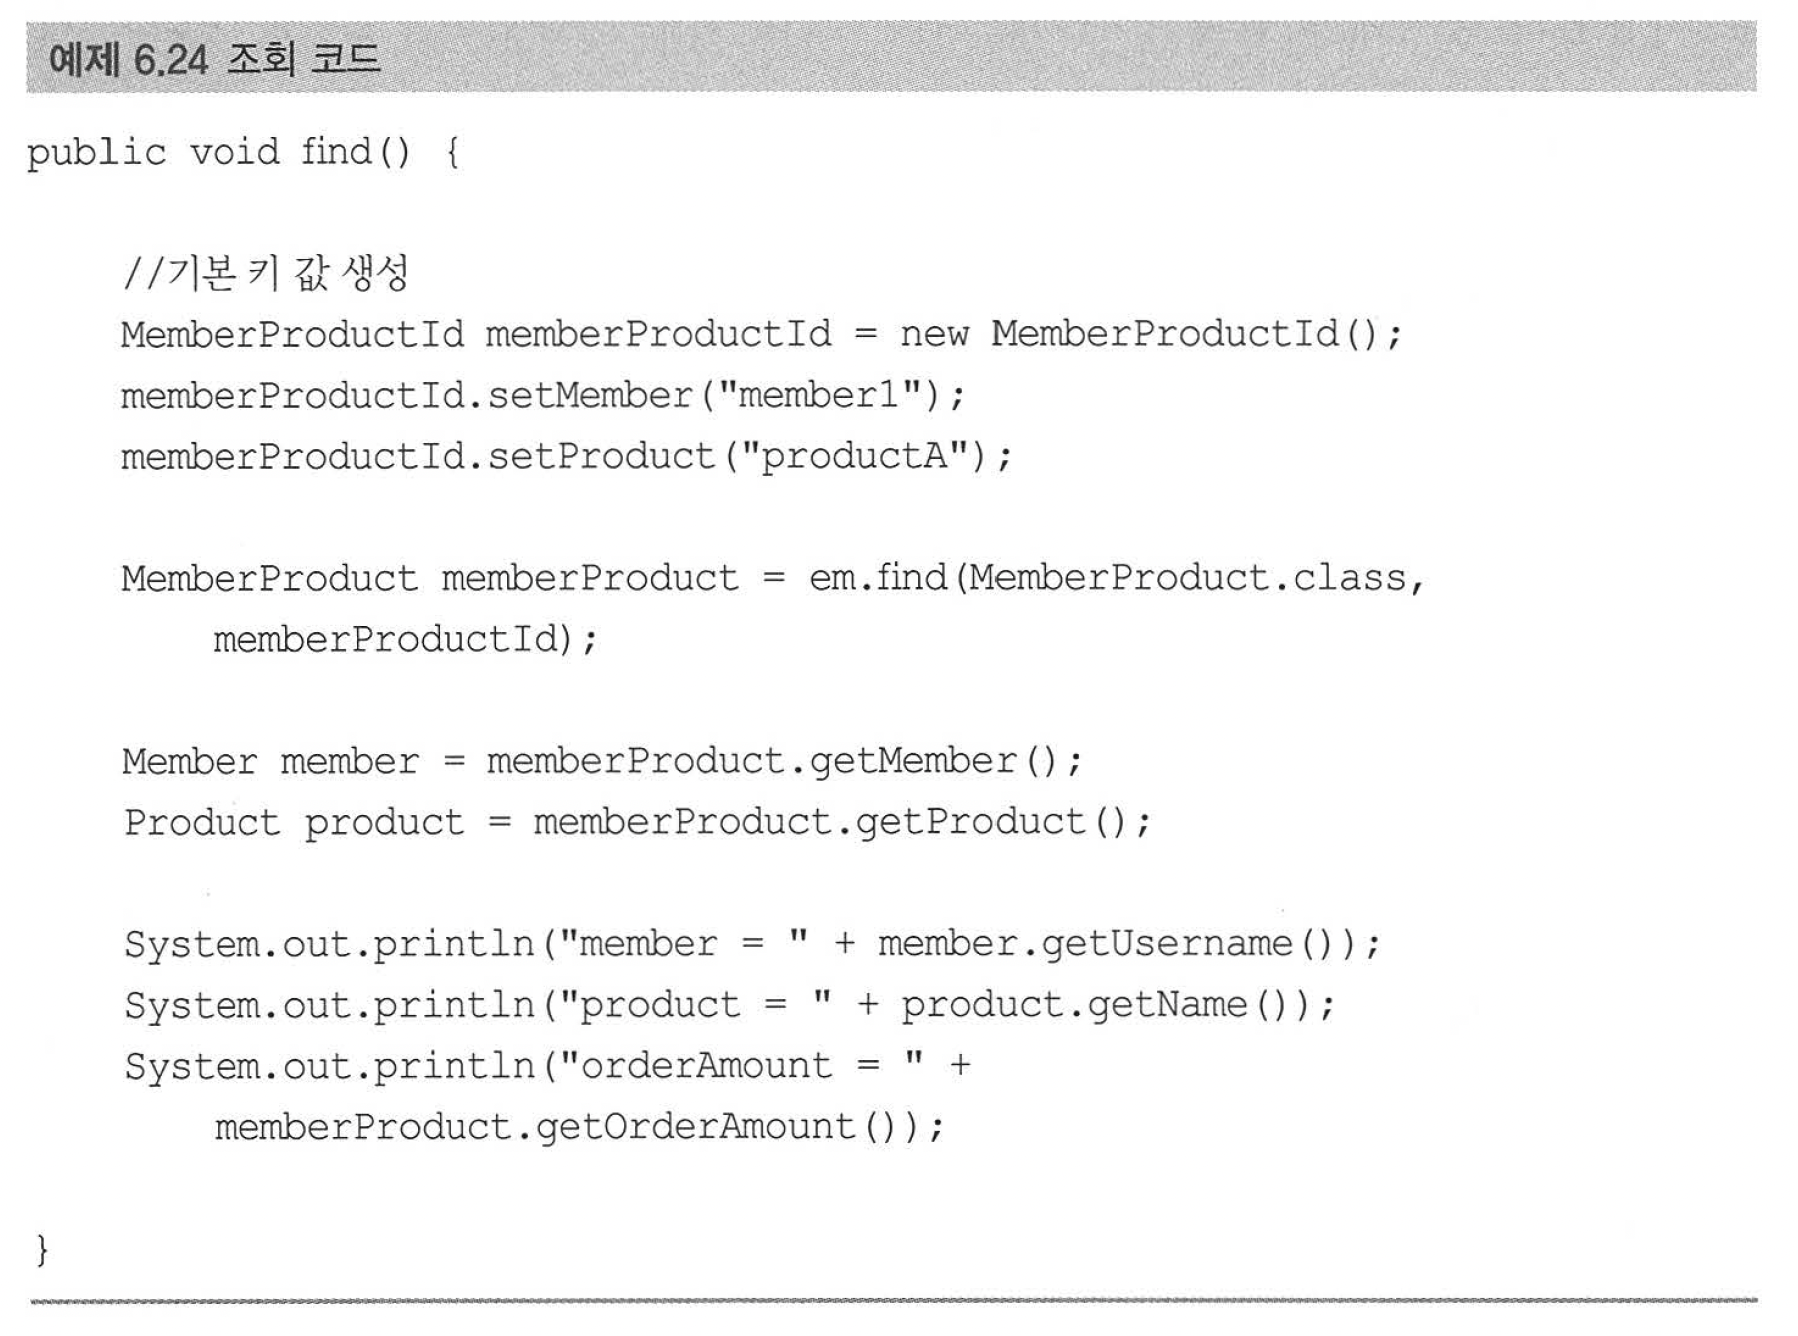 예제 6.24 조회 코드
public void find() {
//기본 키 값 생성
MemberProductId memberProductId = new MemberProductId();
memberProductId.setMember("member1");
memberProductId.setProduct("productA");
MemberProduct memberProduct = em.find(MemberProduct.class,
memberProductId);
Member member = memberProduct.getMember();
Product product = memberProduct.getProduct();
System.out.println("member = " + member.getUsername());
System.out.println("product = " + product.getName());
System.out.println("orderAmount = " +
memberProduct.getOrderAmount());
}